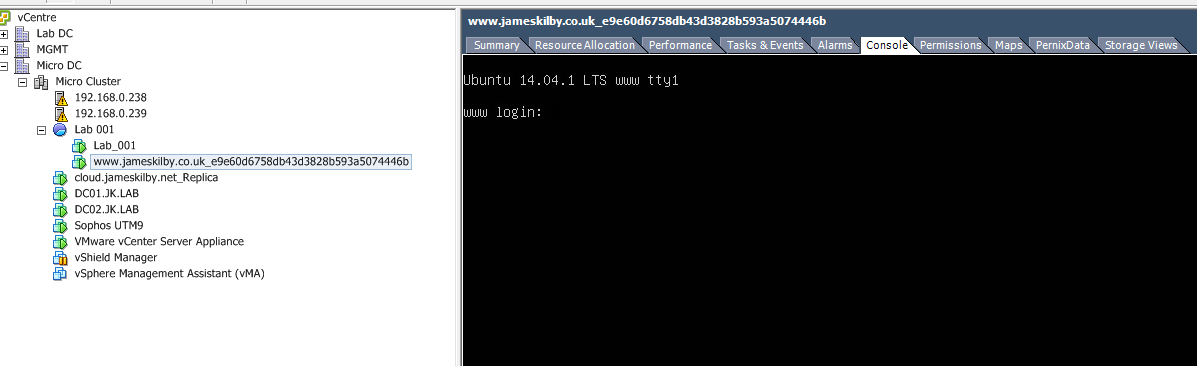 vCentre
Lab DC
MGMT
Micro DC
Micro Cluster
192.168.0.238
192.168.0.239
Lab 001
Lab_001
www.jameskilby.co.uk_e9e60d6758db43d3828b593a5074446b
cloud.jameskilby.net_Replica
DC01.JK.LAB
DC02.JK.LAB
Sophos UTM9
VMware vCenter Server Appliance
vShield Manager
vSphere Management Assistant (vMA)
www.jameskilby.co.uk_e9e60d6758db43d3828b593a5074446b
Summary Resource Allocation Performance Tasks & Events Alarms Console Permissions Maps PernixData Storage Views
Ubuntu 14.04.1 LTS www tty1
www login: